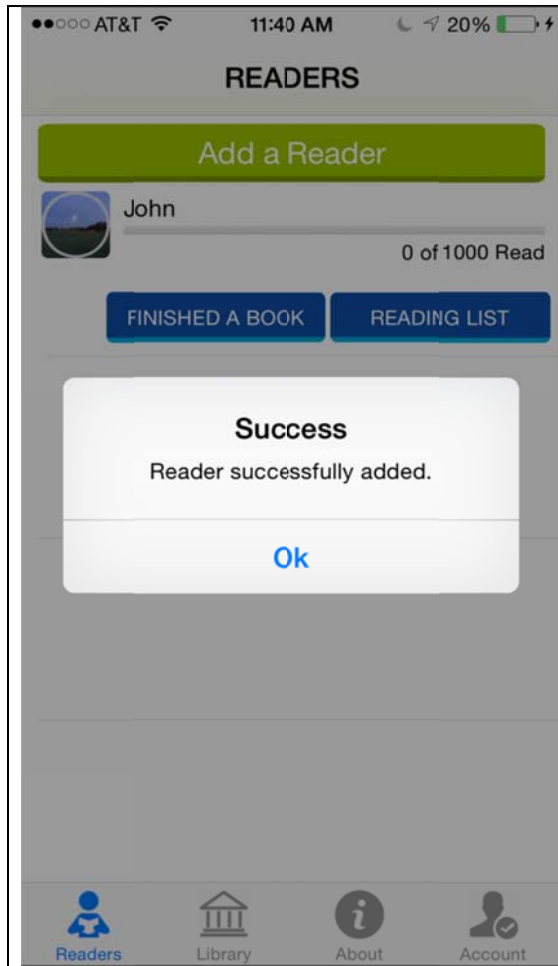 AT&T 11:40 AM 20%
READERS
Add a Reader
John
0 of 1000 Read
FINISHED A BOOK READING LIST
Success
Reader successfully added.
Ok
Readers Library About Account